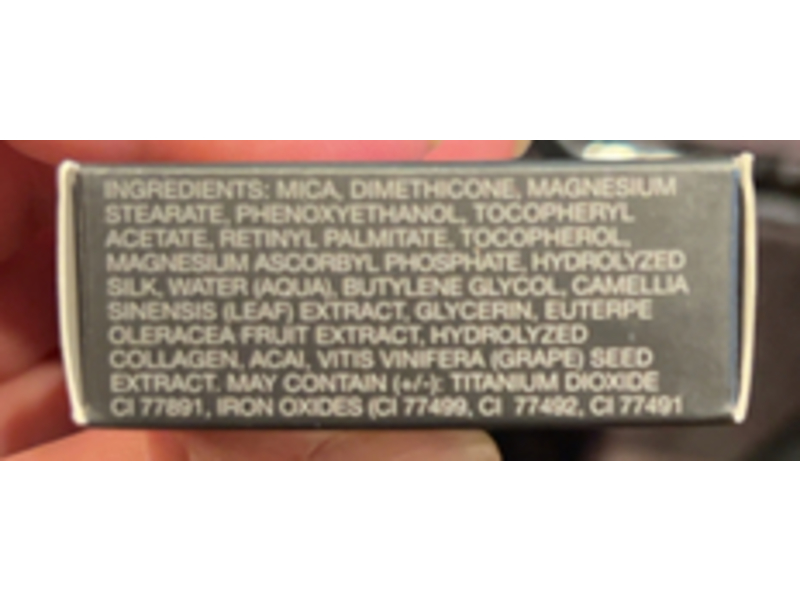 INGREDIENTS: MICA, DIMETHICONE, MAGNESIUM
STEARATE, PHENOXYETHANOL, TOCOPHERYL
ACETATE, RETINYL PALMITATE, TOCOPHEROL,
MAGNESIUM ASCORBYL PHOSPHATE, HYDROLYZED
SILK, WATER (AQUA), BUTYLENE GLYCOL, CAMELLIA
SINENSIS (LEAF) EXTRACT, GLYCERIN, EUTERPE
OLERACEA FRUIT EXTRACT, HYDROLYZED
COLLAGEN, ACAI, VITIS VINIFERA (GRAPE) SEED
EXTRACT. MAY CONTAIN (+/-): TITANIUM DIOXIDE
CI 77891, IRON OXIDES (CI 77499, CI 77492, CI 77491